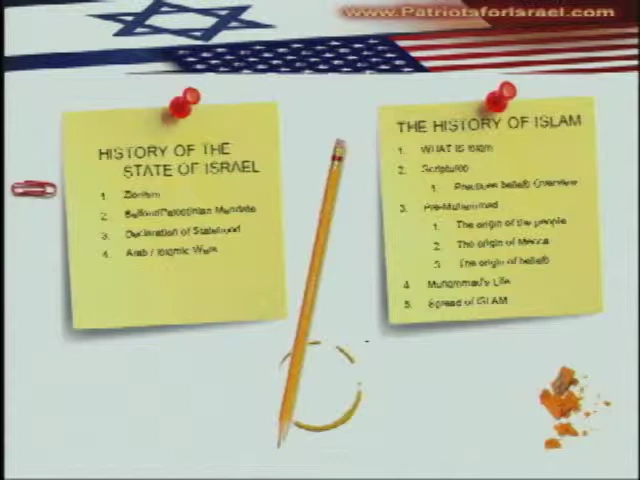 www.PatriotsforIsrael.com
HISTORY OF THE
STATE OF ISRAEL
1. Zionism
2. Belford/Palestinian Mandate
3. Declaration of Statehood
4. Arab / Islamic Wars
THE HISTORY OF ISLAM
1. WHAT IS Islam
2. Scriptures
1. Practices beliefs Overview
3. Pre-Muhammad
1. The origin of the people
2. The origin of Mecca
3. The origin of beliefs
4. Muhammad's Life
5. Spread of ISLAM